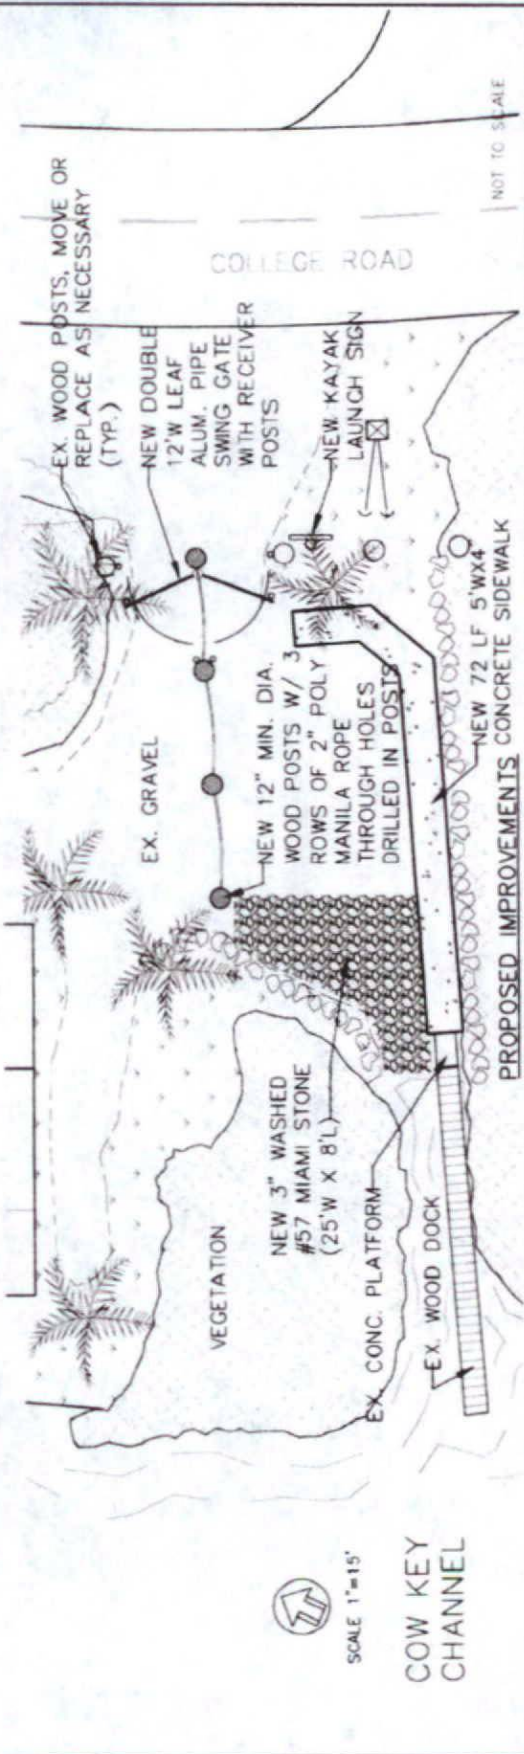 EX. WOOD POSTS, MOVE OR
REPLACE AS NECESSARY
(TYP.)
NEW DOUBLE
12'W LEAF
ALUM. PIPE
SWING GATE
WITH RECEIVER
POSTS
COLLEGE ROAD
NOT TO SCALE
NEW KAYAK
LAUNCH SIGN
EX. GRAVEL
NEW 12" MIN. DIA.
WOOD POSTS W/ 3
ROWS OF 2" POLY
MANILA ROPE
THROUGH HOLES
DRILLED IN POSTS
NEW 72 LF 5'WX4
CONCRETE SIDEWALK
PROPOSED IMPROVEMENTS
VEGETATION
NEW 3" WASHED
#57 MIAMI STONE
(25'W X 8'L)
EX. CONC. PLATFORM
EX WOOD DOCK
SCALE 1"=15'
COW KEY
CHANNEL